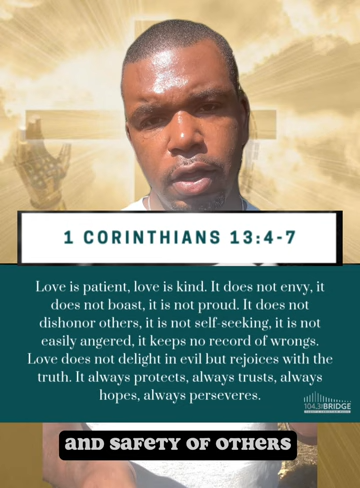 1 CORINTHIANS 13:4-7
Love is patient, love is kind. It does not envy, it
does not boast, it is not proud. It does not
dishonor others, it is not self-seeking, it is not
easily angered, it keeps no record of wrongs.
Love does not delight in evil but rejoices with the
truth. It always protects, always trusts, always
hopes, always perseveres.
104.3 BRIDGE
AND SAFETY OF OTHERS